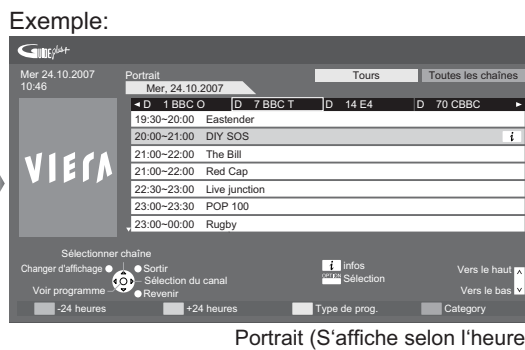 Exemple:
GUIDE plus+
Mer 24.10.2007
10:46
Portrait
Mer, 24.10.2007
Tours
Toutes les chaînes
D 1 BBC O D 7 BBC T D 14 E4 D 70 CBBC
19:30~20:00 Eastender
20:00~21:00 DIY SOS i
21:00~22:00 The Bill
21:00~22:00 Red Cap
22:30~23:00 Live junction
23:00~23:30 POP 100
23:00~00:00 Rugby
VIERA
Sélectionner chaîne
Changer d'affichage
Sortir
Sélection du canal
Voir programme
Revenir
i infos
OPTION Sélection
Vers le haut
Vers le bas
-24 heures
+24 heures
Type de prog.
Category
Portrait (S‘affiche selon l‘heure